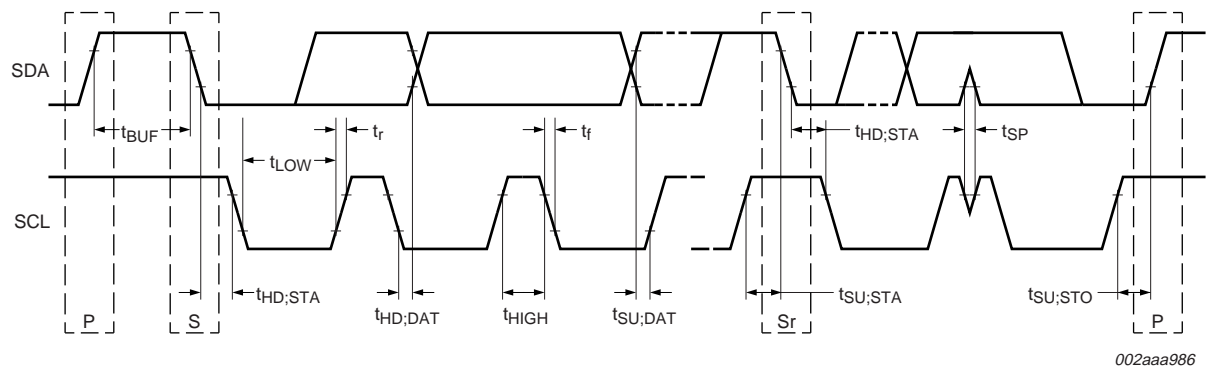 SDA
tBUF
tr
tf
tHD;STA
tSP
tLOW
SCL
tHD;STA
tHD;DAT
tHIGH
tSU;DAT
tSU;STA
tSU;STO
P
S
Sr
P
002aaa986